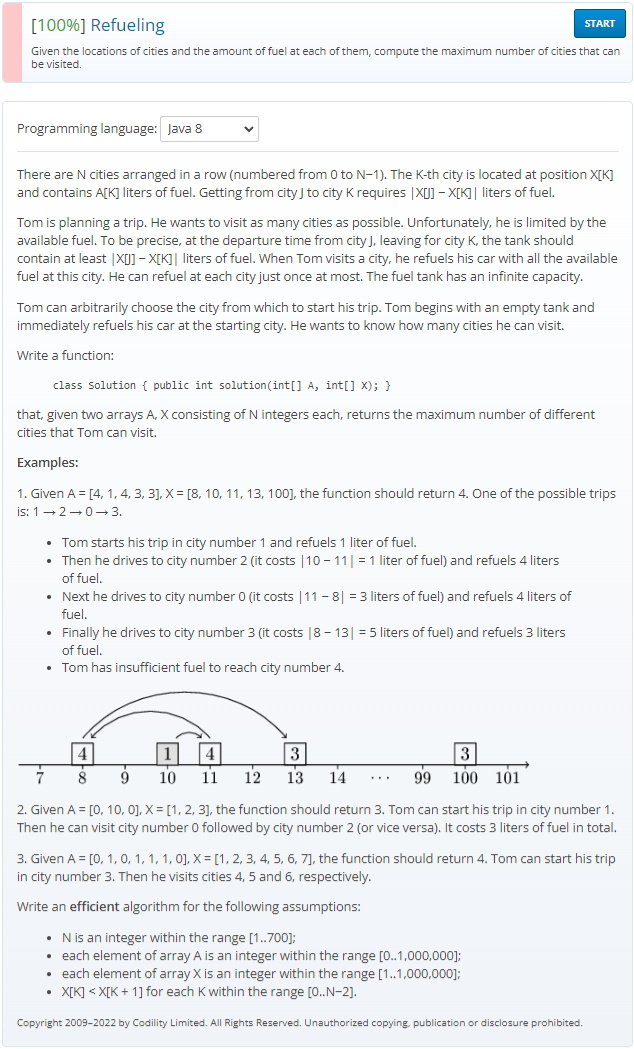 [100%] Refueling
START
Given the locations of cities and the amount of fuel at each of them, compute the maximum number of cities that can
be visited.
Programming language: Java 8
There are N cities arranged in a row (numbered from 0 to N−1). The K-th city is located at position X[K]
and contains A[K] liters of fuel. Getting from city J to city K requires |X[J] − X[K]| liters of fuel.
Tom is planning a trip. He wants to visit as many cities as possible. Unfortunately, he is limited by the
available fuel. To be precise, at the departure time from city J, leaving for city K, the tank should
contain at least |X[J] − X[K]| liters of fuel. When Tom visits a city, he refuels his car with all the available
fuel at this city. He can refuel at each city just once at most. The fuel tank has an infinite capacity.
Tom can arbitrarily choose the city from which to start his trip. Tom begins with an empty tank and
immediately refuels his car at the starting city. He wants to know how many cities he can visit.
Write a function:
class Solution { public int solution(int[] A, int[] X); }
that, given two arrays A, X consisting of N integers each, returns the maximum number of different
cities that Tom can visit.
Examples:
1. Given A = [4, 1, 4, 3, 3], X = [8, 10, 11, 13, 100], the function should return 4. One of the possible trips
is: 1 → 2 → 0 → 3.
• Tom starts his trip in city number 1 and refuels 1 liter of fuel.
• Then he drives to city number 2 (it costs |10 − 11| = 1 liter of fuel) and refuels 4 liters
of fuel.
• Next he drives to city number 0 (it costs |11 − 8| = 3 liters of fuel) and refuels 4 liters of
fuel.
• Finally he drives to city number 3 (it costs |8 − 13| = 5 liters of fuel) and refuels 3 liters
of fuel.
• Tom has insufficient fuel to reach city number 4.
4 1 4 3 3
7 8 9 10 11 12 13 14 ··· 99 100 101
2. Given A = [0, 10, 0], X = [1, 2, 3], the function should return 3. Tom can start his trip in city number 1.
Then he can visit city number 0 followed by city number 2 (or vice versa). It costs 3 liters of fuel in total.
3. Given A = [0, 1, 0, 1, 1, 1, 0], X = [1, 2, 3, 4, 5, 6, 7], the function should return 4. Tom can start his trip
in city number 3. Then he visits cities 4, 5 and 6, respectively.
Write an efficient algorithm for the following assumptions:
• N is an integer within the range [1..700];
• each element of array A is an integer within the range [0..1,000,000];
• each element of array X is an integer within the range [1..1,000,000];
• X[K] < X[K + 1] for each K within the range [0..N−2].
Copyright 2009–2022 by Codility Limited. All Rights Reserved. Unauthorized copying, publication or disclosure prohibited.